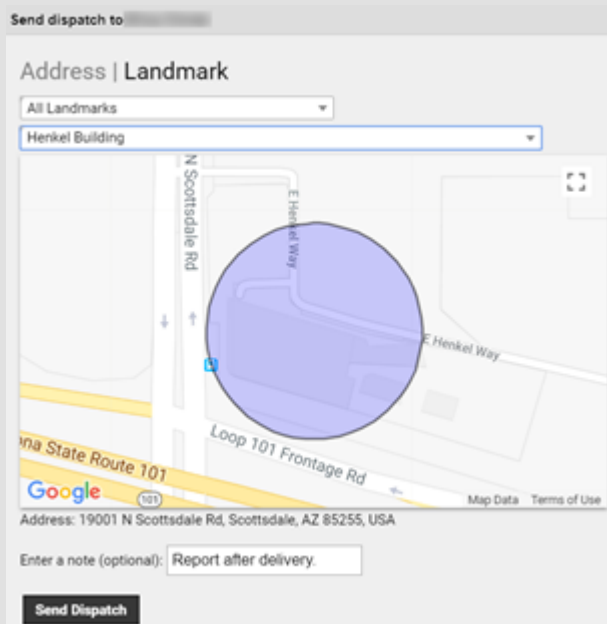 Send dispatch to
Address | Landmark
All Landmarks
Henkel Building
N Scottsdale Rd
E Henkel Way
E Henkel Way
Loop 101 Frontage Rd
na State Route 101
101
Google
Map Data Terms of Use
Address: 19001 N Scottsdale Rd, Scottsdale, AZ 85255, USA
Enter a note (optional): Report after delivery.
Send Dispatch